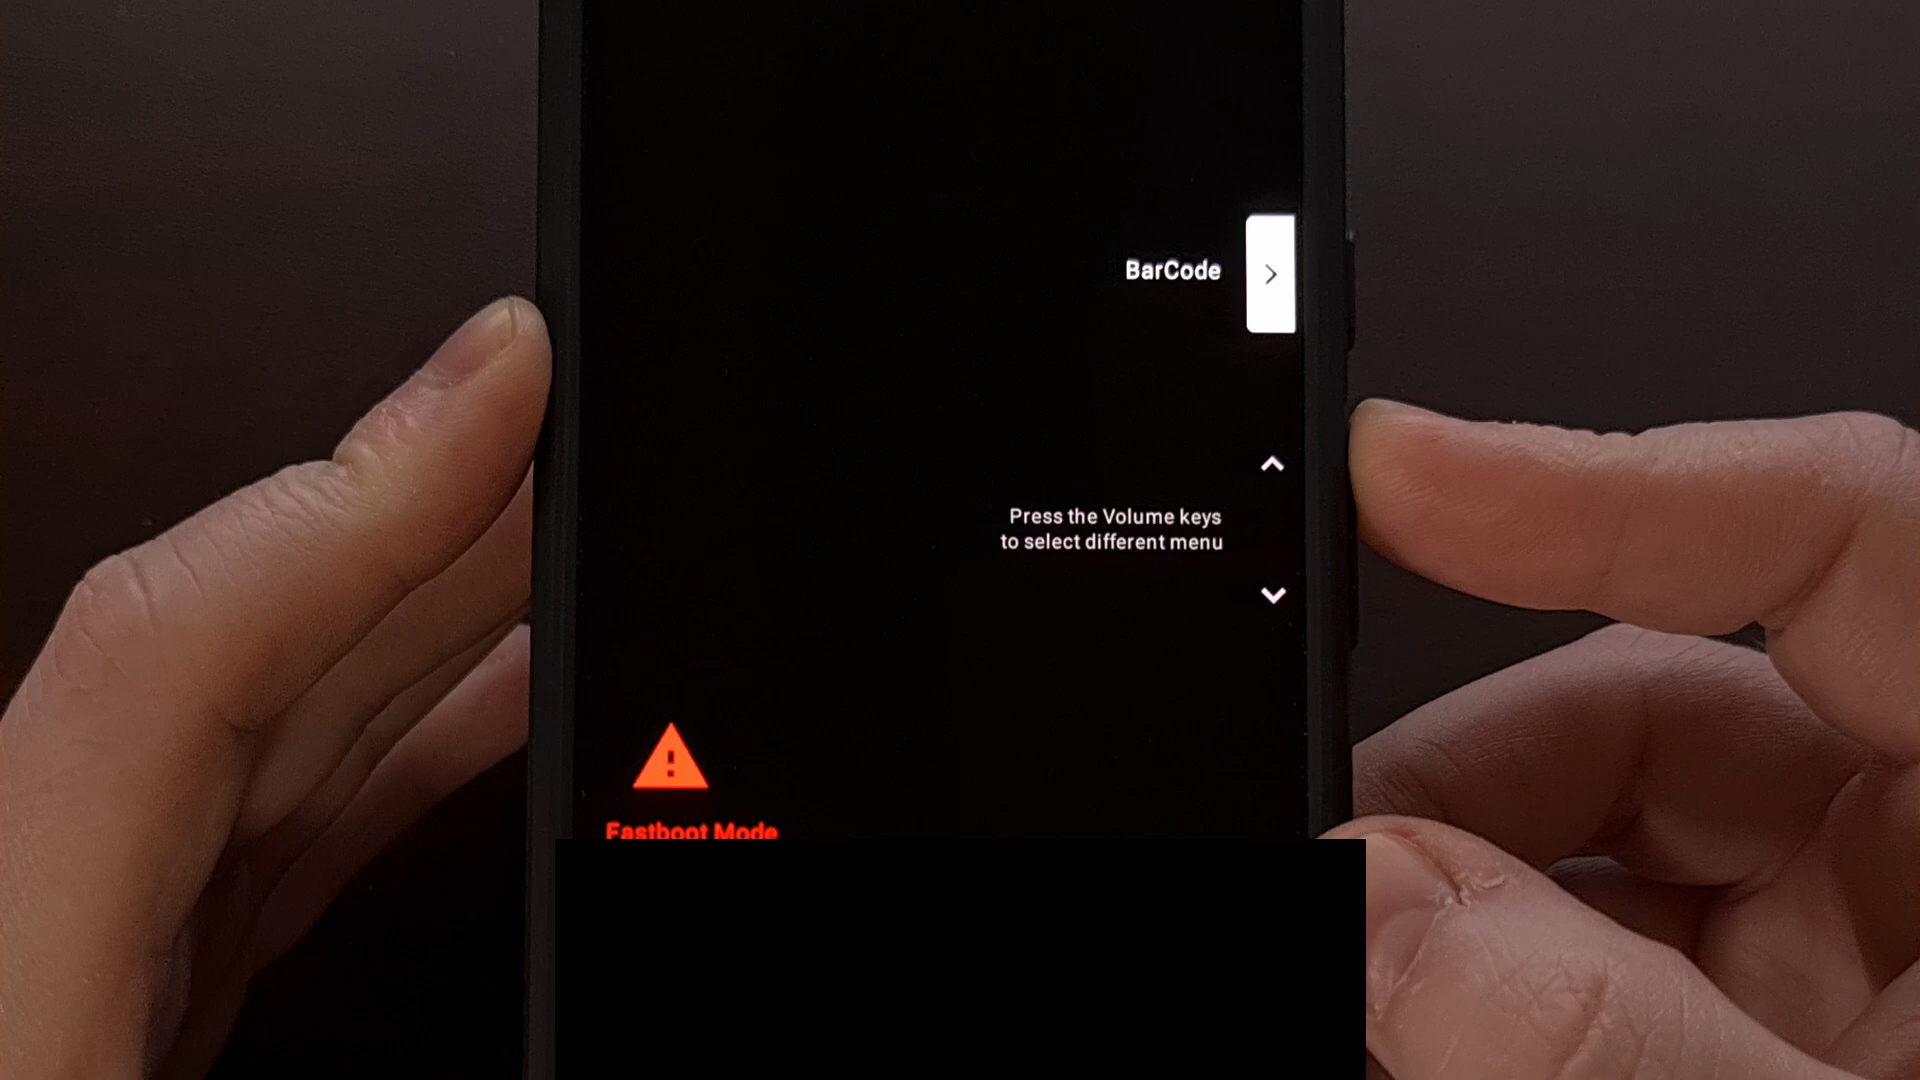 BarCode
Press the Volume keys
to select different menu
Fastboot Mode